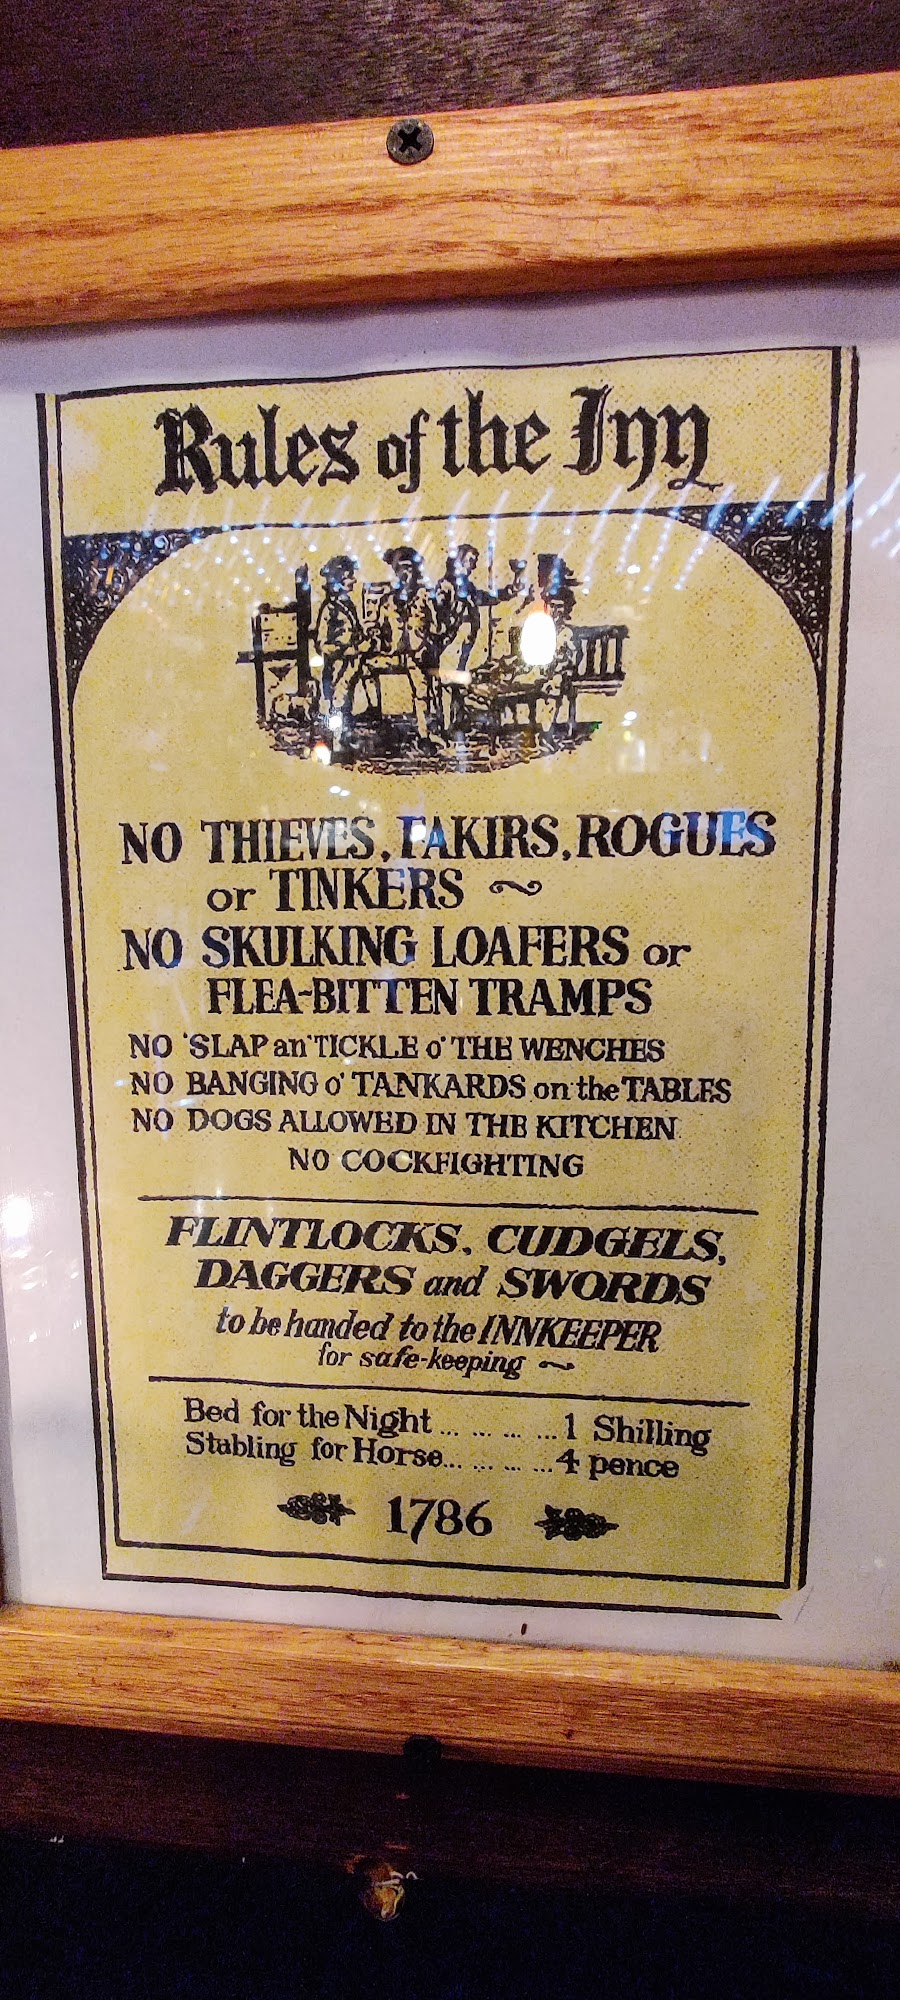 Rules of the Inn
NO THIEVES, FAKIRS, ROGUES
or TINKERS ~
NO SKULKING LOAFERS or
FLEA-BITTEN TRAMPS
NO 'SLAP an' TICKLE o' THE WENCHES
NO BANGING o' TANKARDS on the TABLES
NO DOGS ALLOWED IN THE KITCHEN
NO COCKFIGHTING
FLINTLOCKS, CUDGELS,
DAGGERS and SWORDS
to be handed to the INNKEEPER
for safe-keeping ~
Bed for the Night ... ... ... ...1 Shilling
Stabling for Horse... ... ... ...4 pence
1786